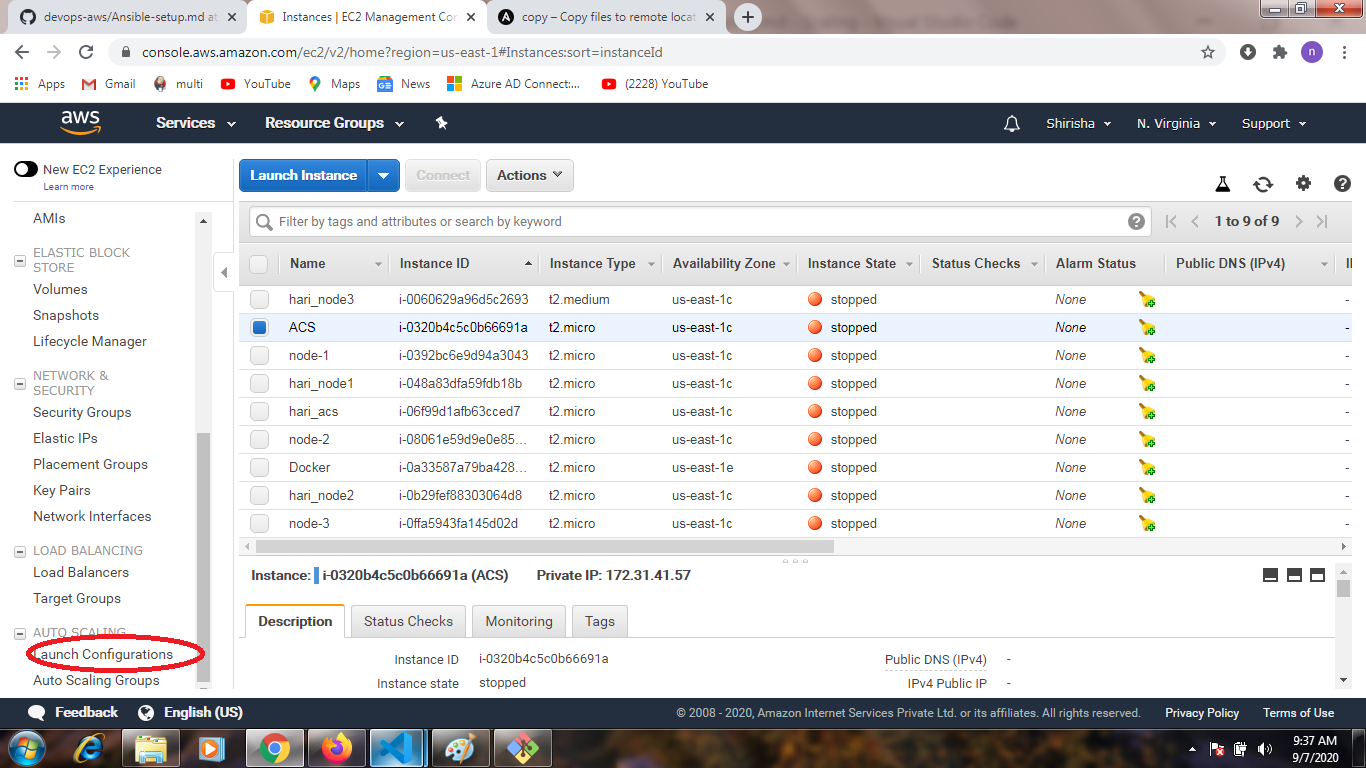 devops-aws/Ansible-setup.md at
Instances | EC2 Management Con
copy – Copy files to remote locat
console.aws.amazon.com/ec2/v2/home?region=us-east-1#Instances:sort=instanceId
n
Apps
Gmail
multi
YouTube
Maps
News
Azure AD Connect:...
(2228) YouTube
aws
Services
Resource Groups
Shirisha
N. Virginia
Support
New EC2 Experience
Learn more
AMIs
ELASTIC BLOCK
STORE
Volumes
Snapshots
Lifecycle Manager
NETWORK &
SECURITY
Security Groups
Elastic IPs
Placement Groups
Key Pairs
Network Interfaces
LOAD BALANCING
Load Balancers
Target Groups
AUTO SCALING
Launch Configurations
Auto Scaling Groups
Launch Instance
Connect
Actions
Filter by tags and attributes or search by keyword
1 to 9 of 9
Name Instance ID Instance Type Availability Zone Instance State Status Checks Alarm Status Public DNS (IPv4)
hari_node3 i-0060629a96d5c2693 t2.medium us-east-1c stopped None -
ACS i-0320b4c5c0b66691a t2.micro us-east-1c stopped None -
node-1 i-0392bc6e9d94a3043 t2.micro us-east-1c stopped None -
hari_node1 i-048a83dfa59fdb18b t2.micro us-east-1c stopped None -
hari_acs i-06f99d1afb63cced7 t2.micro us-east-1c stopped None -
node-2 i-08061e59d9e0e85... t2.micro us-east-1c stopped None -
Docker i-0a33587a79ba428... t2.micro us-east-1e stopped None -
hari_node2 i-0b29fef88303064d8 t2.micro us-east-1c stopped None -
node-3 i-0ffa5943fa145d02d t2.micro us-east-1c stopped None -
Instance: i-0320b4c5c0b66691a (ACS) Private IP: 172.31.41.57
Description
Status Checks
Monitoring
Tags
Instance ID i-0320b4c5c0b66691a Public DNS (IPv4) -
Instance state stopped IPv4 Public IP -
Feedback
English (US)
© 2008 - 2020, Amazon Internet Services Private Ltd. or its affiliates. All rights reserved.
Privacy Policy
Terms of Use
9:37 AM
9/7/2020